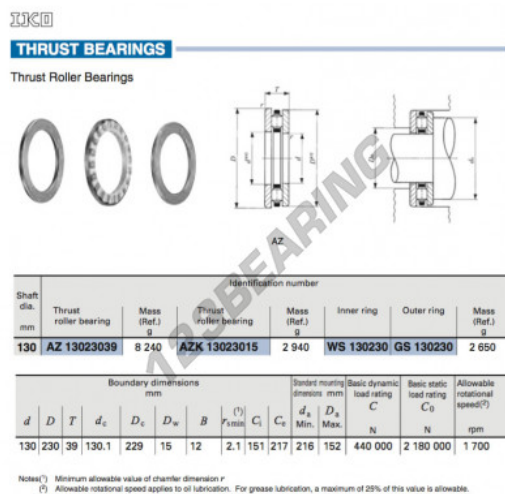 IKO
THRUST BEARINGS
Thrust Roller Bearings
T
r
r
D
d
D
d
Da
da
AZ
123BEARING
Shaft dia. mm
Identification number
Thrust roller bearing
Mass (Ref.) g
Thrust roller bearing
Mass (Ref.) g
Inner ring
Outer ring
Mass (Ref.) g
130 AZ 13023039 8 240 AZK 13023015 2 940 WS 130230 GS 130230 2 650
Boundary dimensions mm
Standard mounting dimensions mm
Basic dynamic load rating C N
Basic static load rating C0 N
Allowable rotational speed(2) rpm
d D T dc Dc Dw B rs min(1) Ci Ce da Min. Da Max.
130 230 39 130.1 229 15 12 2.1 151 217 216 152 440 000 2 180 000 1 700
Notes(1) Minimum allowable value of chamfer dimension r
(2) Allowable rotational speed applies to oil lubrication. For grease lubrication, a maximum of 25% of this value is allowable.